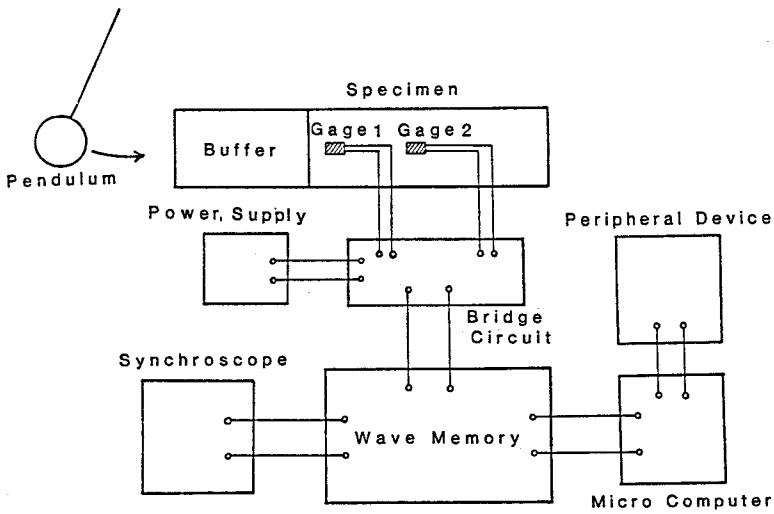 Specimen
Gage 1 Gage 2
Buffer
Pendulum
Power, Supply
Peripheral Device
Bridge
Circuit
Synchroscope
Wave Memory
Micro Computer